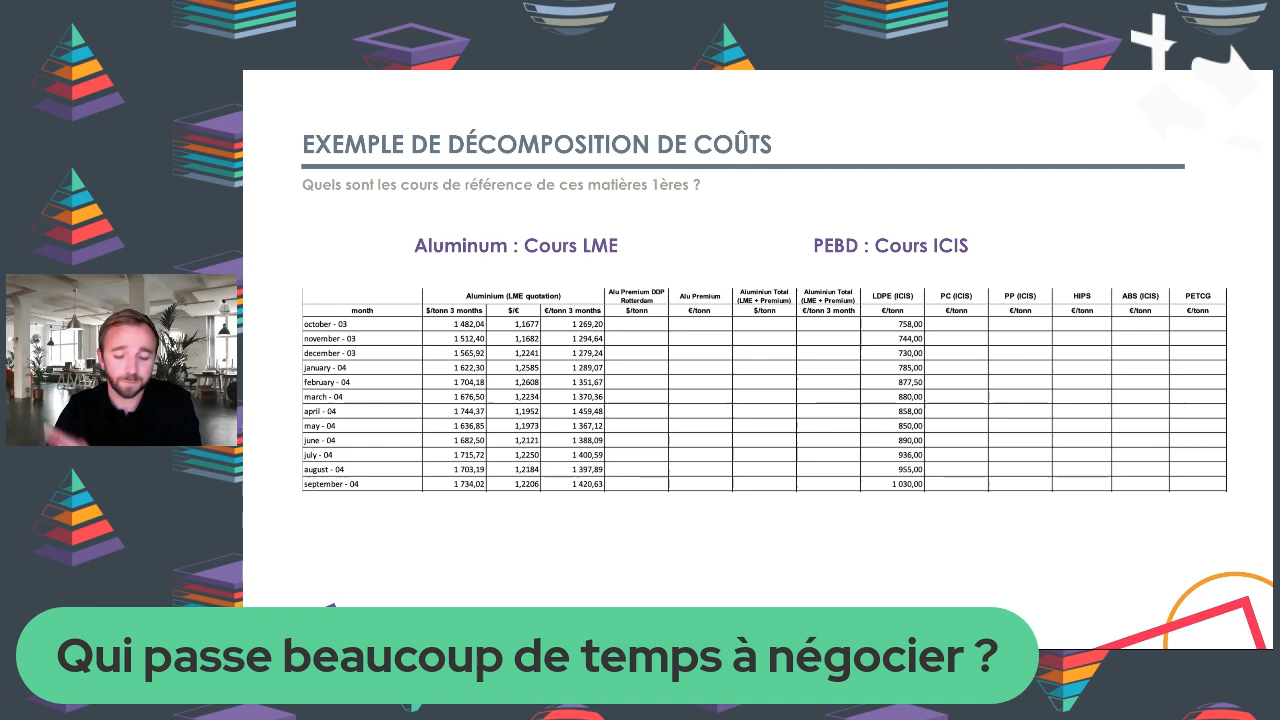 EXEMPLE DE DÉCOMPOSITION DE COÛTS
Quels sont les cours de référence de ces matières 1ères ?
Aluminum : Cours LME
PEBD : Cours ICIS
Aluminium (LME quotation) Alu Premium DDP Rotterdam Alu Premium Aluminiun Total (LME + Premium) Aluminiun Total (LME + Premium) LDPE (ICIS) PC (ICIS) PP (ICIS) HIPS ABS (ICIS) PETCG
month $/tonn 3 months $/€ €/tonn 3 months $/tonn €/tonn $/tonn €/tonn 3 month €/tonn €/tonn €/tonn €/tonn €/tonn €/tonn
october - 03 1 482,04 1,1677 1 269,20 758,00
november - 03 1 512,40 1,1682 1 294,64 744,00
december - 03 1 565,92 1,2241 1 279,24 730,00
january - 04 1 622,30 1,2585 1 289,07 785,00
february - 04 1 704,18 1,2608 1 351,67 877,50
march - 04 1 676,50 1,2234 1 370,36 880,00
april - 04 1 744,37 1,1952 1 459,48 858,00
may - 04 1 636,85 1,1973 1 367,12 850,00
june - 04 1 682,50 1,2121 1 388,09 890,00
july - 04 1 715,72 1,2250 1 400,59 936,00
august - 04 1 703,19 1,2184 1 397,89 955,00
september - 04 1 734,02 1,2206 1 420,63 1 030,00
Qui passe beaucoup de temps à négocier ?